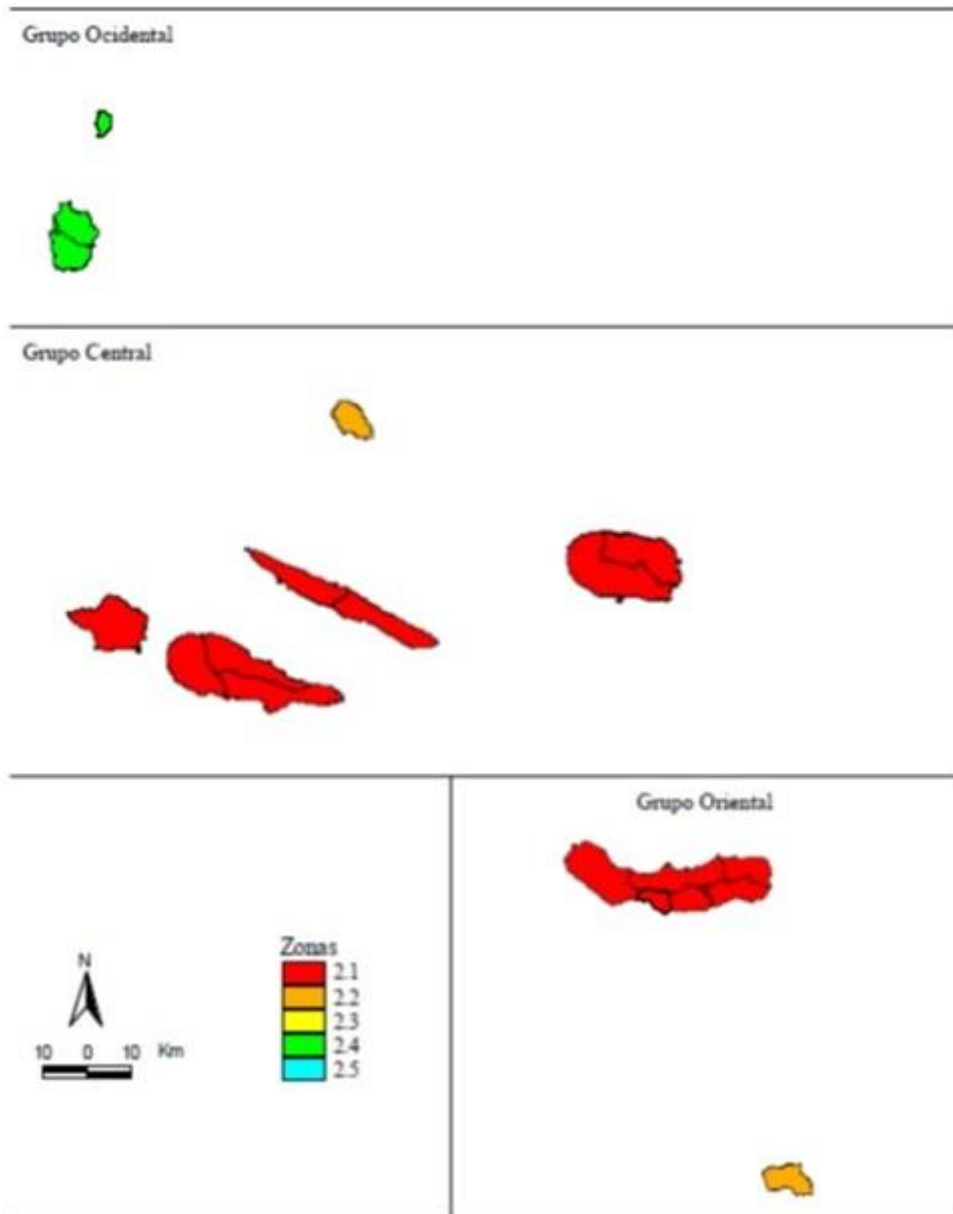 Grupo Ocidental
Grupo Central
Grupo Oriental
N
10 0 10 Km
Zonas
2.1
2.2
2.3
2.4
2.5